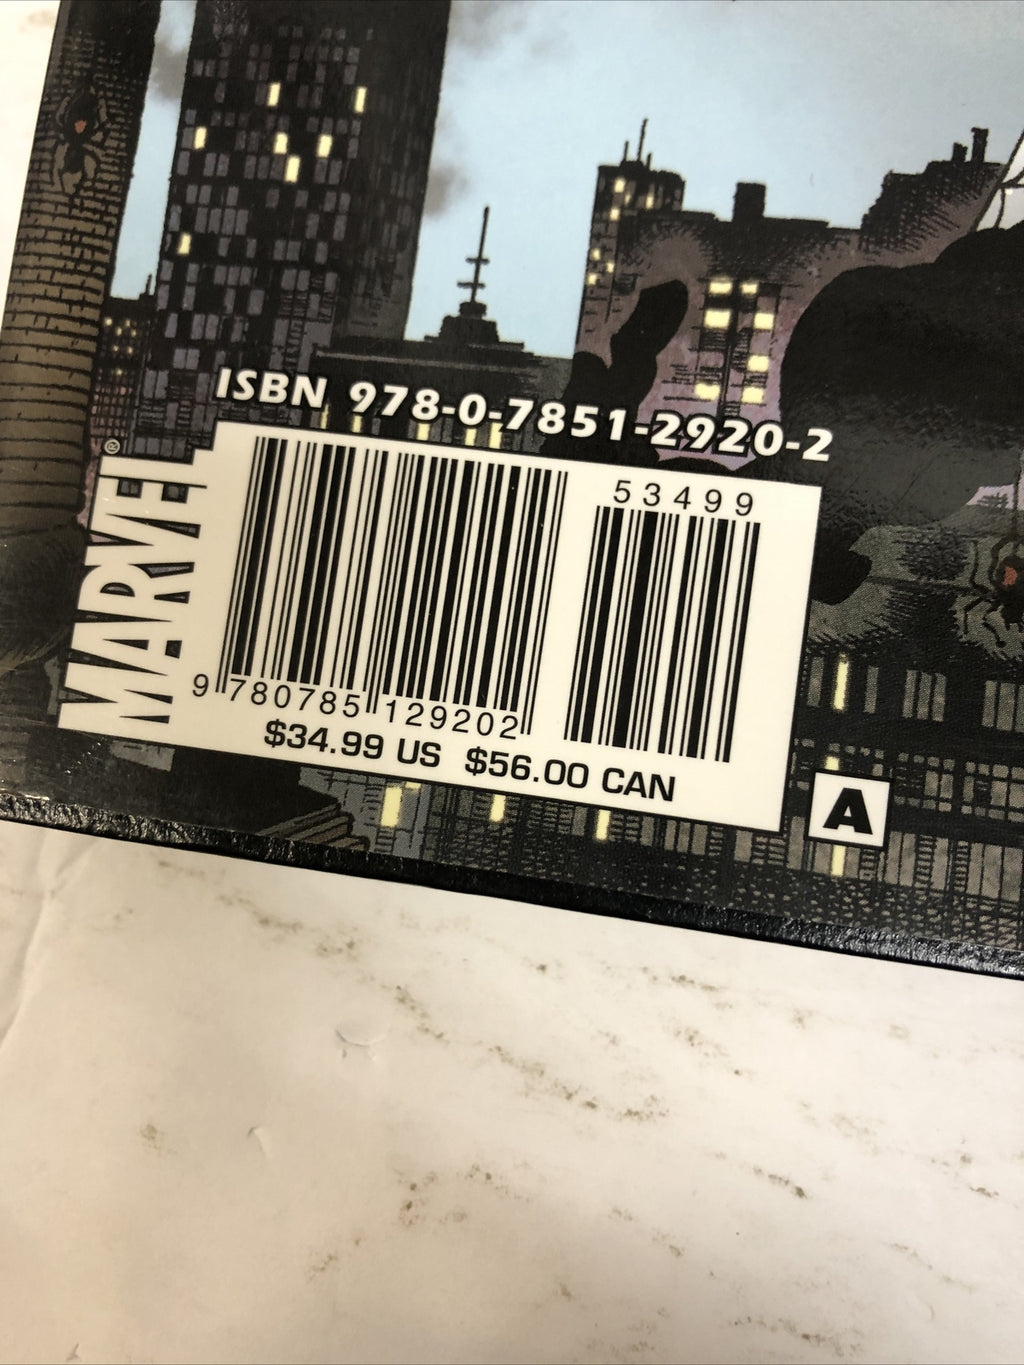 ISBN 978-0-7851-2920-2
MARVEL®
53499
9 780785 129202
$34.99 US $56.00 CAN
A